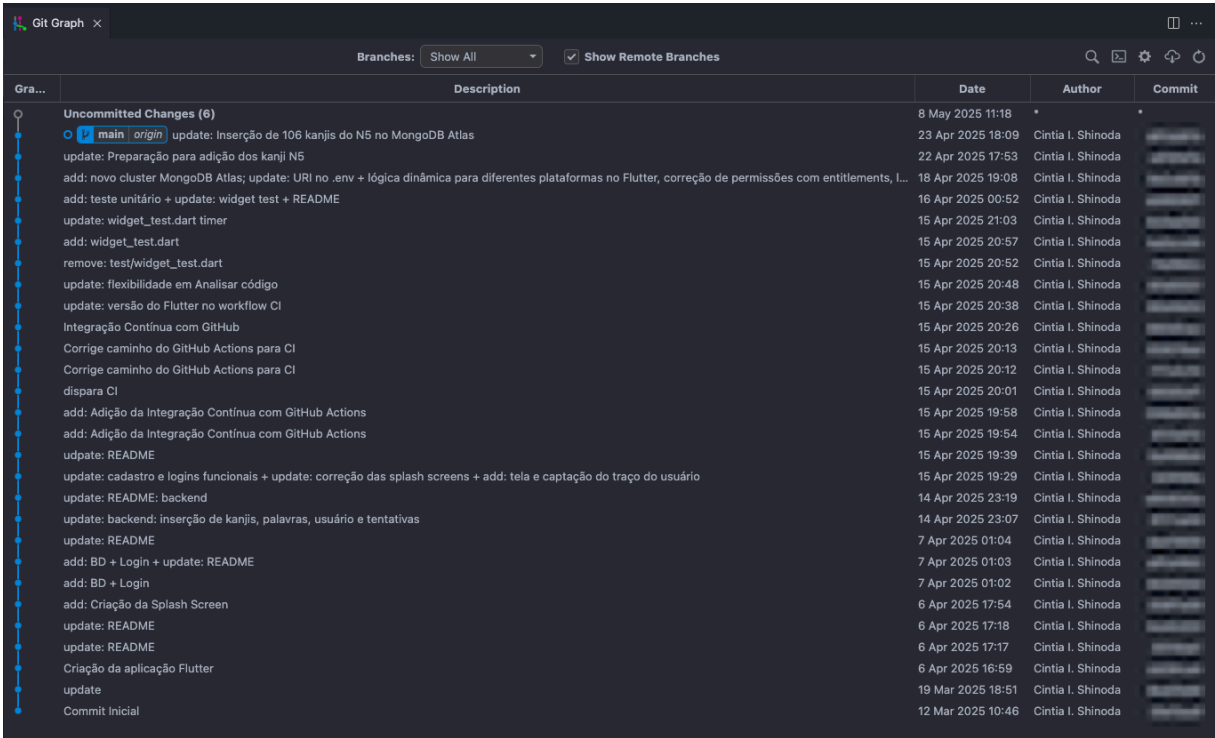 Git Graph
Branches: Show All Show Remote Branches
Gra... Description Date Author Commit
Uncommitted Changes (6) 8 May 2025 11:18 * *
main origin update: Inserção de 106 kanjis do N5 no MongoDB Atlas 23 Apr 2025 18:09 Cintia I. Shinoda
update: Preparação para adição dos kanji N5 22 Apr 2025 17:53 Cintia I. Shinoda
add: novo cluster MongoDB Atlas; update: URI no .env + lógica dinâmica para diferentes plataformas no Flutter, correção de permissões com entitlements, I... 18 Apr 2025 19:08 Cintia I. Shinoda
add: teste unitário + update: widget test + README 16 Apr 2025 00:52 Cintia I. Shinoda
update: widget_test.dart timer 15 Apr 2025 21:03 Cintia I. Shinoda
add: widget_test.dart 15 Apr 2025 20:57 Cintia I. Shinoda
remove: test/widget_test.dart 15 Apr 2025 20:52 Cintia I. Shinoda
update: flexibilidade em Analisar código 15 Apr 2025 20:48 Cintia I. Shinoda
update: versão do Flutter no workflow CI 15 Apr 2025 20:38 Cintia I. Shinoda
Integração Contínua com GitHub 15 Apr 2025 20:26 Cintia I. Shinoda
Corrige caminho do GitHub Actions para CI 15 Apr 2025 20:13 Cintia I. Shinoda
Corrige caminho do GitHub Actions para CI 15 Apr 2025 20:12 Cintia I. Shinoda
dispara CI 15 Apr 2025 20:01 Cintia I. Shinoda
add: Adição da Integração Contínua com GitHub Actions 15 Apr 2025 19:58 Cintia I. Shinoda
add: Adição da Integração Contínua com GitHub Actions 15 Apr 2025 19:54 Cintia I. Shinoda
udpate: README 15 Apr 2025 19:39 Cintia I. Shinoda
update: cadastro e logins funcionais + update: correção das splash screens + add: tela e captação do traço do usuário 15 Apr 2025 19:29 Cintia I. Shinoda
update: README: backend 14 Apr 2025 23:19 Cintia I. Shinoda
update: backend: inserção de kanjis, palavras, usuário e tentativas 14 Apr 2025 23:07 Cintia I. Shinoda
update: README 7 Apr 2025 01:04 Cintia I. Shinoda
add: BD + Login + update: README 7 Apr 2025 01:03 Cintia I. Shinoda
add: BD + Login 7 Apr 2025 01:02 Cintia I. Shinoda
add: Criação da Splash Screen 6 Apr 2025 17:54 Cintia I. Shinoda
update: README 6 Apr 2025 17:18 Cintia I. Shinoda
update: README 6 Apr 2025 17:17 Cintia I. Shinoda
Criação da aplicação Flutter 6 Apr 2025 16:59 Cintia I. Shinoda
update 19 Mar 2025 18:51 Cintia I. Shinoda
Commit Inicial 12 Mar 2025 10:46 Cintia I. Shinoda